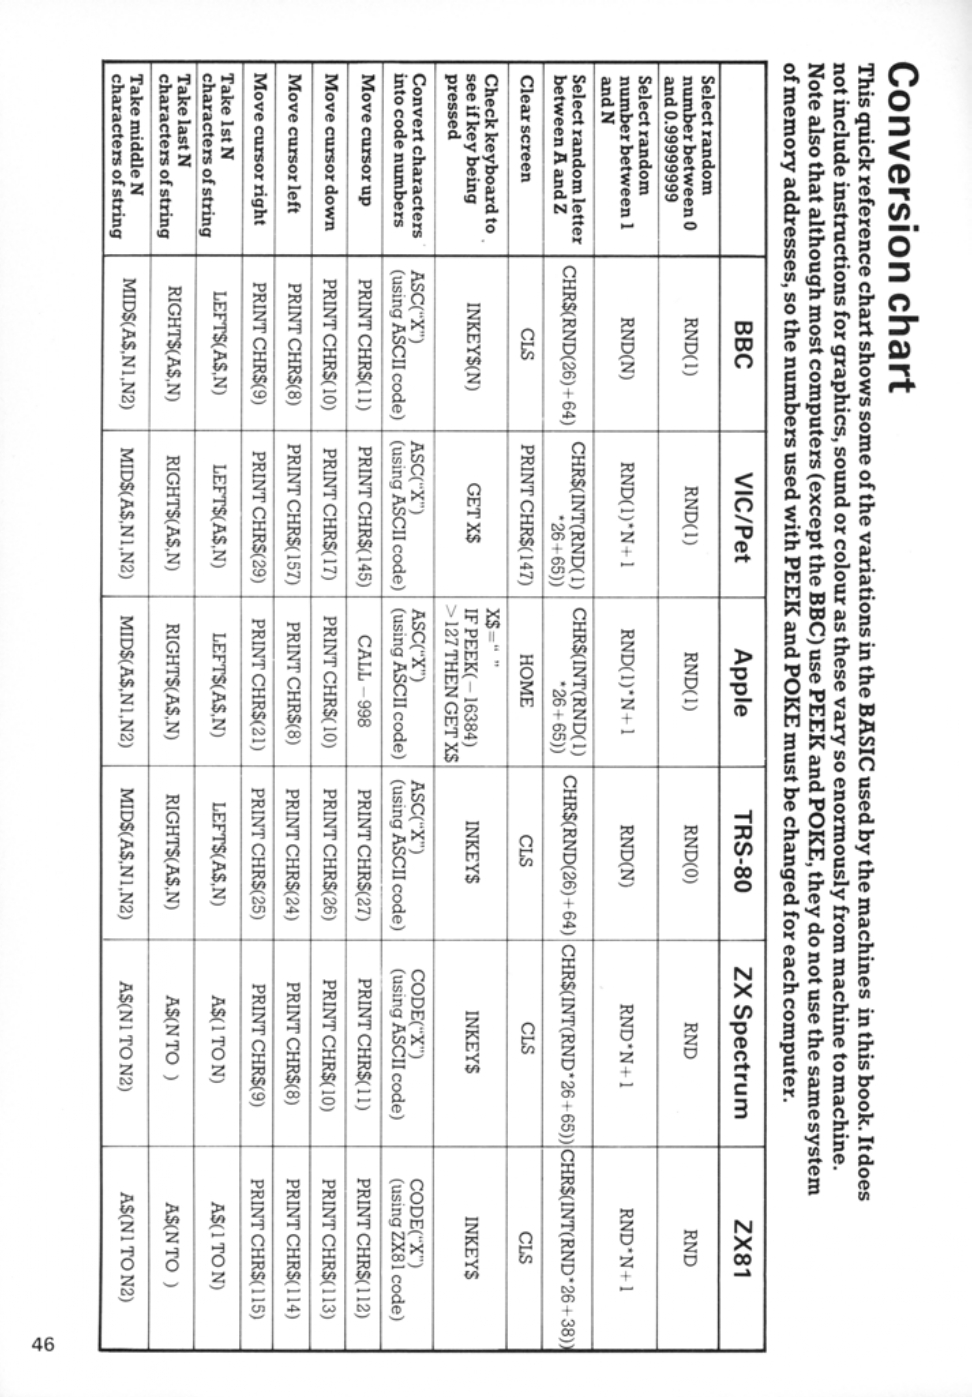 Conversion chart
This quick reference chart shows some of the variations in the BASIC used by the machines in this book. It does
not include instructions for graphics, sound or colour as these vary so enormously from machine to machine.
Note also that although most computers (except the BBC) use PEEK and POKE, they do not use the same system
of memory addresses, so the numbers used with PEEK and POKE must be changed for each computer.
BBC VIC/Pet Apple TRS-80 ZX Spectrum ZX81
Select random
number between 0
and 0.99999999
RND(1) RND(1) RND(1) RND(0) RND RND
Select random
number between 1
and N
RND(N) RND(1)*N+1 RND(1)*N+1 RND(N) RND*N+1 RND*N+1
Select random letter
between A and Z
CHR$(RND(26)+64)
CHR$(INT(RND(1)
*26+65))
CHR$(INT(RND(1)
*26+65))
CHR$(RND(26)+64)
CHR$(INT(RND*26+65))
CHR$(INT(RND*26+38))
Clear screen CLS PRINT CHR$(147) HOME CLS CLS CLS
Check keyboard to
see if key being
pressed
INKEY$(N)
GET X$
X$=" "
IF PEEK(−16384)
>127 THEN GET X$
INKEY$
INKEY$
INKEY$
Convert characters
into code numbers
ASC("X")
(using ASCII code)
ASC("X")
(using ASCII code)
ASC("X")
(using ASCII code)
ASC("X")
(using ASCII code)
CODE("X")
(using ASCII code)
CODE("X")
(using ZX81 code)
Move cursor up PRINT CHR$(11) PRINT CHR$(145) CALL −998 PRINT CHR$(27) PRINT CHR$(11) PRINT CHR$(112)
Move cursor down PRINT CHR$(10) PRINT CHR$(17) PRINT CHR$(10) PRINT CHR$(26) PRINT CHR$(10) PRINT CHR$(113)
Move cursor left PRINT CHR$(8) PRINT CHR$(157) PRINT CHR$(8) PRINT CHR$(24) PRINT CHR$(8) PRINT CHR$(114)
Move cursor right PRINT CHR$(9) PRINT CHR$(29) PRINT CHR$(21) PRINT CHR$(25) PRINT CHR$(9) PRINT CHR$(115)
Take 1st N
characters of string
LEFT$(A$,N) LEFT$(A$,N) LEFT$(A$,N) LEFT$(A$,N) A$(1 TO N) A$(1 TO N)
Take last N
characters of string
RIGHT$(A$,N) RIGHT$(A$,N) RIGHT$(A$,N) RIGHT$(A$,N) A$(N TO ) A$(N TO )
Take middle N
characters of string
MID$(A$,N1,N2) MID$(A$,N1,N2) MID$(A$,N1,N2) MID$(A$,N1,N2) A$(N1 TO N2) A$(N1 TO N2)
46